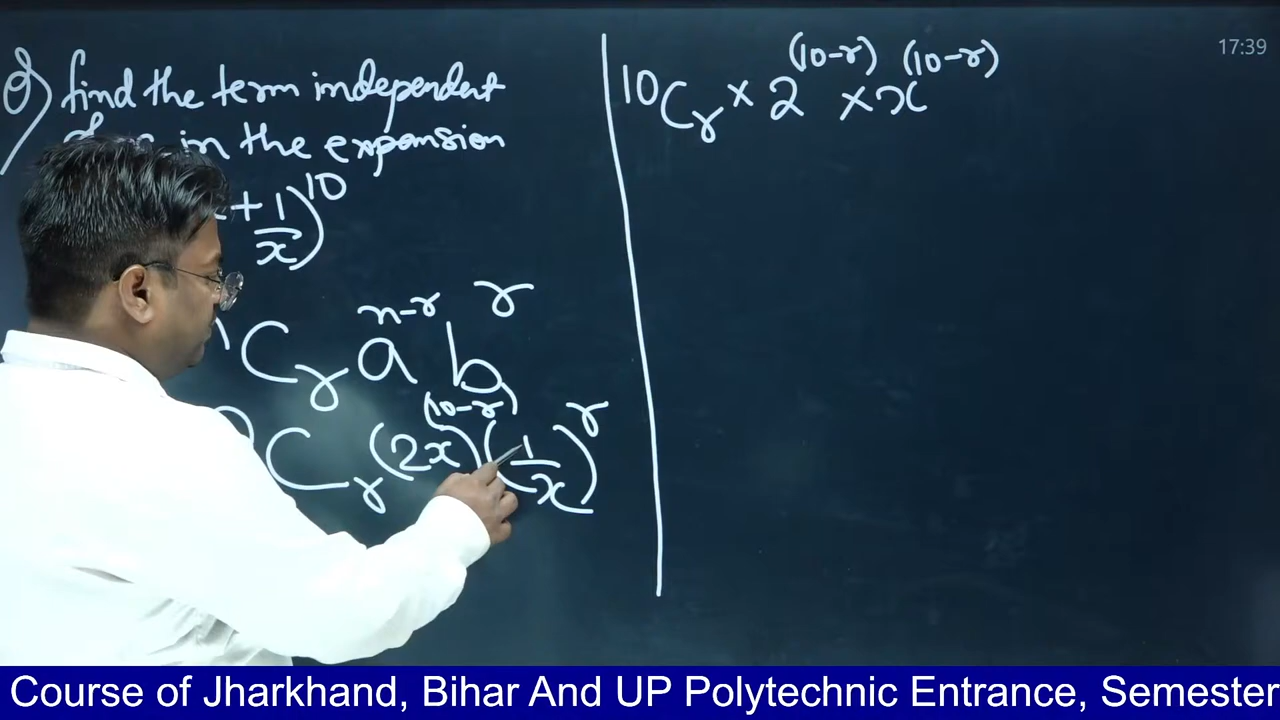 Q) find the term independent
in the expansion
+ 1/x)^10
C_r a^(n-r) b^r
C_r (2x)^(10-r) (1/x)^r
10C_r × 2^(10-r) × x^(10-r)
17:39
Course of Jharkhand, Bihar And UP Polytechnic Entrance, Semester